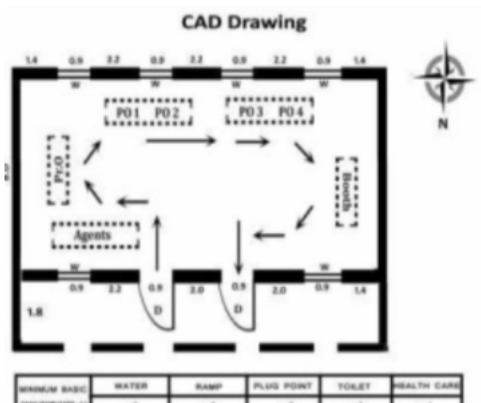 CAD Drawing
1.4 0.9 2.2 0.9 2.2 0.9 2.2 0.9 1.4
W W W W
PO1 PO2
PO3 PO4
N
Pr.O
Booth
Agents
W W
0.9 2.2 0.9 2.0 0.9 2.0 0.9 1.4
1.8
D D
MINIMUM BASIC
WATER RAMP PLUG POINT TOILET HEALTH CARE